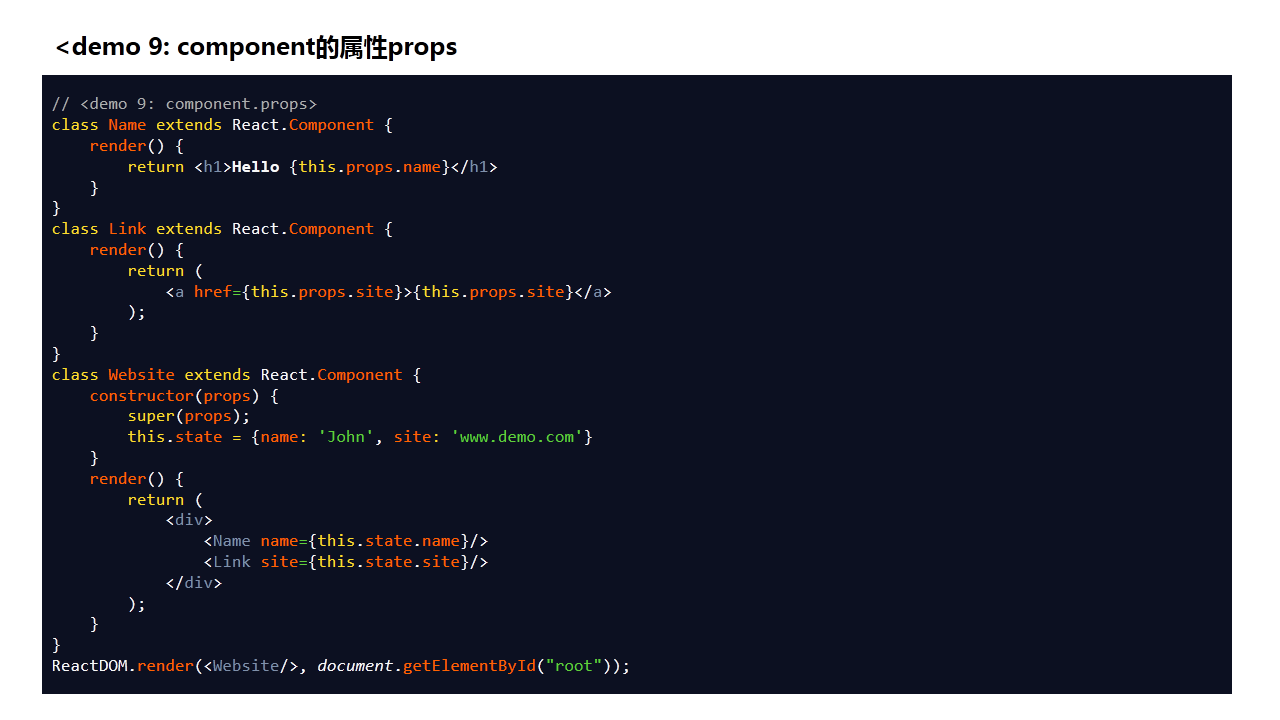 <demo 9: component的属性props
// <demo 9: component.props>
class Name extends React.Component {
    render() {
        return <h1>Hello {this.props.name}</h1>
    }
}
class Link extends React.Component {
    render() {
        return (
            <a href={this.props.site}>{this.props.site}</a>
        );
    }
}
class Website extends React.Component {
    constructor(props) {
        super(props);
        this.state = {name: 'John', site: 'www.demo.com'}
    }
    render() {
        return (
            <div>
                <Name name={this.state.name}/>
                <Link site={this.state.site}/>
            </div>
        );
    }
}
ReactDOM.render(<Website/>, document.getElementById("root"));